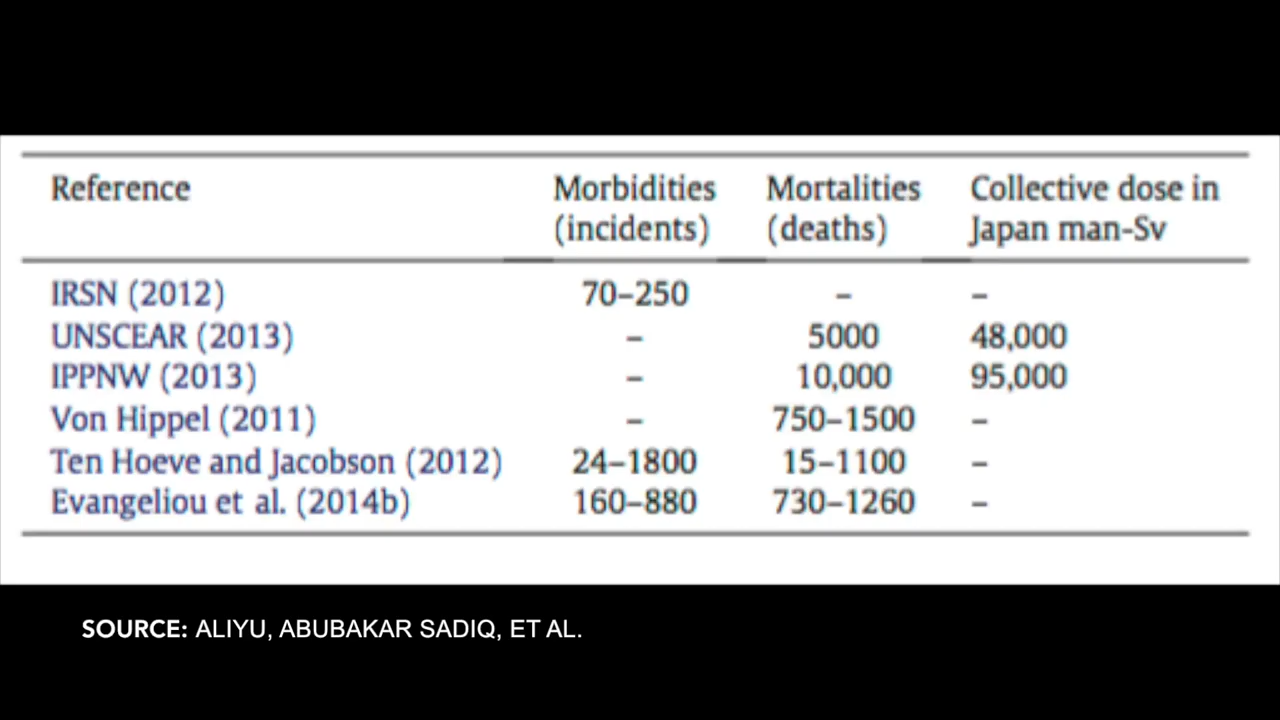 Reference Morbidities Mortalities Collective dose in
(incidents) (deaths) Japan man-Sv
IRSN (2012) 70–250 – –
UNSCEAR (2013) – 5000 48,000
IPPNW (2013) – 10,000 95,000
Von Hippel (2011) – 750–1500 –
Ten Hoeve and Jacobson (2012) 24–1800 15–1100 –
Evangeliou et al. (2014b) 160–880 730–1260 –
SOURCE: ALIYU, ABUBAKAR SADIQ, ET AL.